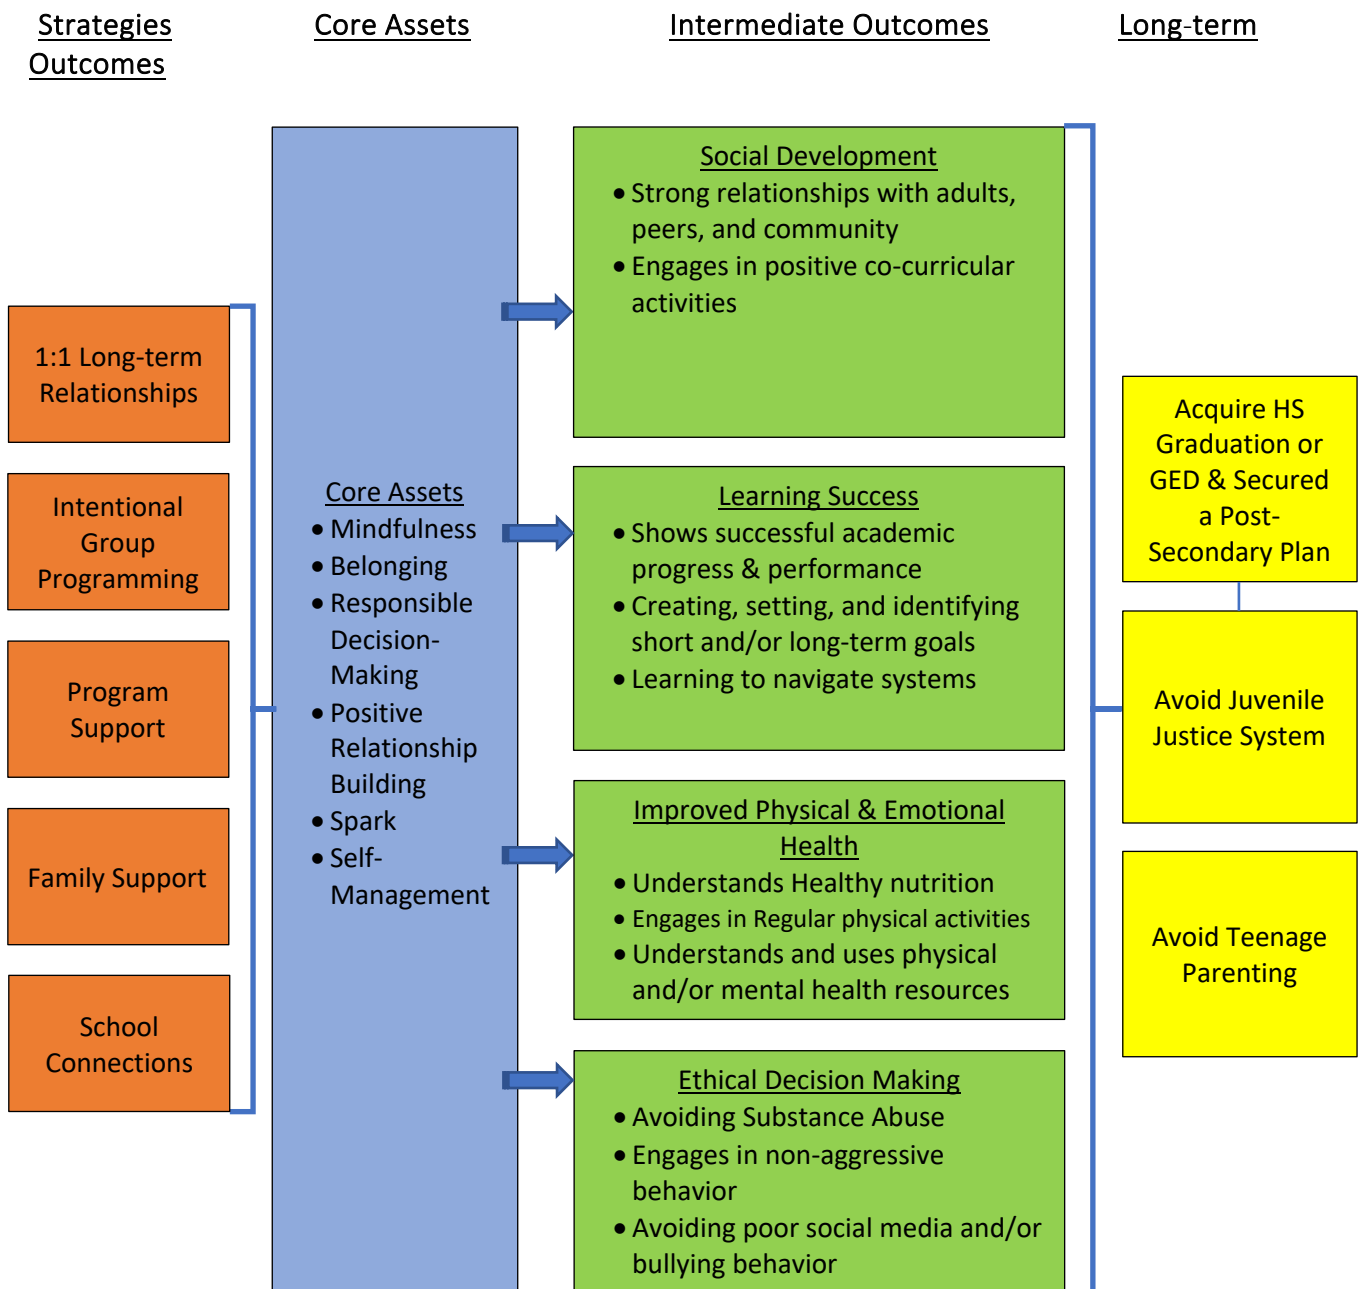 Strategies Core Assets Intermediate Outcomes Long-term
Outcomes
1:1 Long-term
Relationships
Intentional
Group
Programming
Program
Support
Family Support
School
Connections
Core Assets
• Mindfulness
• Belonging
• Responsible
Decision-
Making
• Positive
Relationship
Building
• Spark
• Self-
Management
Social Development
• Strong relationships with adults,
peers, and community
• Engages in positive co-curricular
activities
Learning Success
• Shows successful academic
progress & performance
• Creating, setting, and identifying
short and/or long-term goals
• Learning to navigate systems
Improved Physical & Emotional
Health
• Understands Healthy nutrition
• Engages in Regular physical activities
• Understands and uses physical
and/or mental health resources
Ethical Decision Making
• Avoiding Substance Abuse
• Engages in non-aggressive
behavior
• Avoiding poor social media and/or
bullying behavior
Acquire HS
Graduation or
GED & Secured
a Post-
Secondary Plan
Avoid Juvenile
Justice System
Avoid Teenage
Parenting